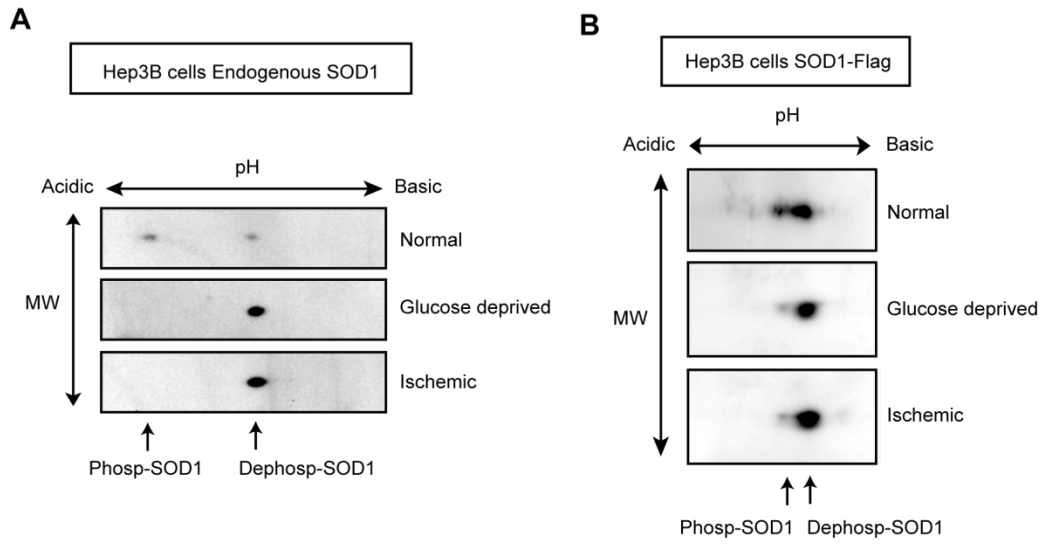 A
Hep3B cells Endogenous SOD1
pH
Acidic
Basic
Normal
MW
Glucose deprived
Ischemic
Phosp-SOD1
Dephosp-SOD1
B
Hep3B cells SOD1-Flag
pH
Acidic
Basic
Normal
MW
Glucose deprived
Ischemic
Phosp-SOD1
Dephosp-SOD1